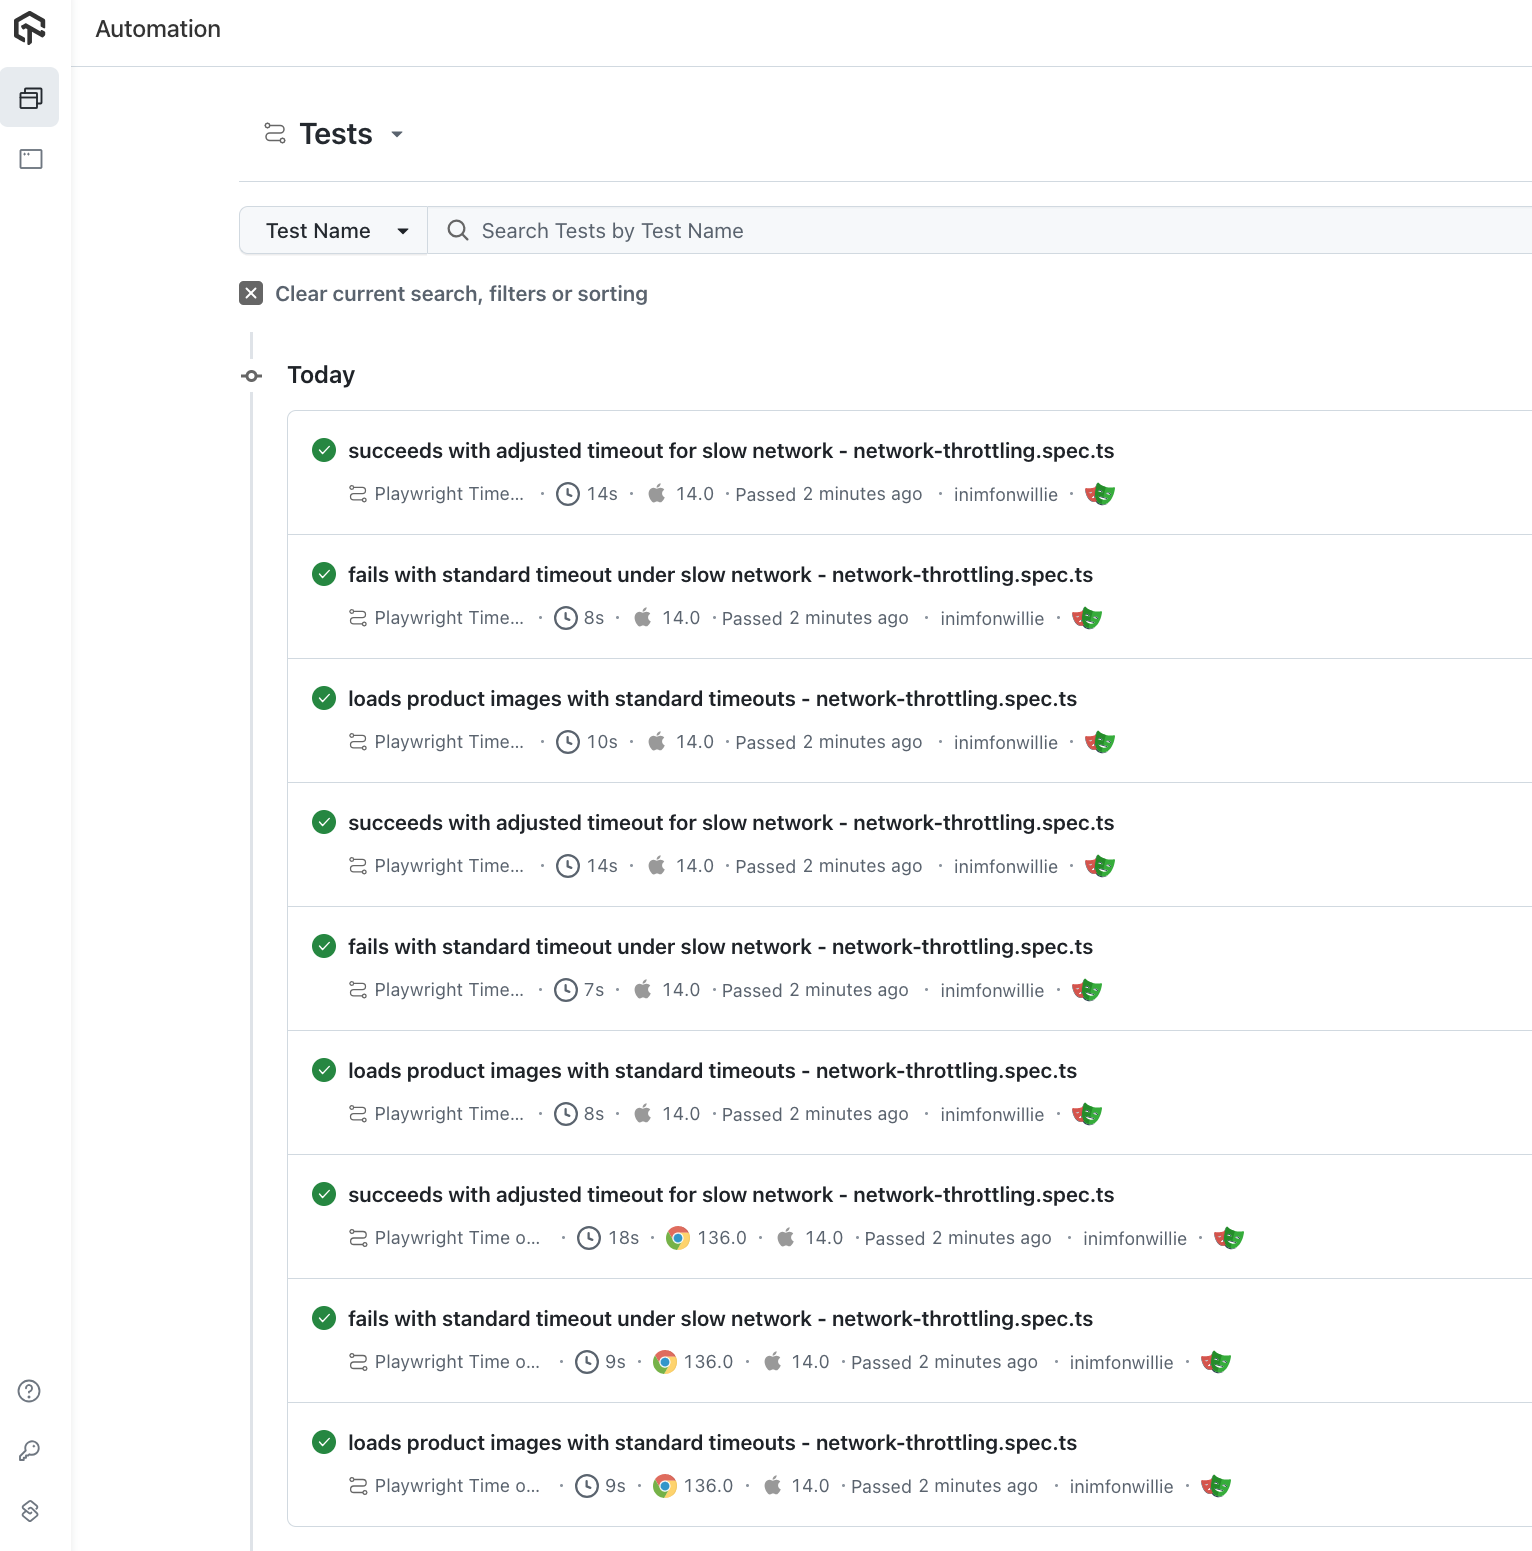 Automation
Tests
Test Name
Search Tests by Test Name
Clear current search, filters or sorting
Today
succeeds with adjusted timeout for slow network - network-throttling.spec.ts
Playwright Time... · 14s · 14.0 · Passed 2 minutes ago · inimfonwillie ·
fails with standard timeout under slow network - network-throttling.spec.ts
Playwright Time... · 8s · 14.0 · Passed 2 minutes ago · inimfonwillie ·
loads product images with standard timeouts - network-throttling.spec.ts
Playwright Time... · 10s · 14.0 · Passed 2 minutes ago · inimfonwillie ·
succeeds with adjusted timeout for slow network - network-throttling.spec.ts
Playwright Time... · 14s · 14.0 · Passed 2 minutes ago · inimfonwillie ·
fails with standard timeout under slow network - network-throttling.spec.ts
Playwright Time... · 7s · 14.0 · Passed 2 minutes ago · inimfonwillie ·
loads product images with standard timeouts - network-throttling.spec.ts
Playwright Time... · 8s · 14.0 · Passed 2 minutes ago · inimfonwillie ·
succeeds with adjusted timeout for slow network - network-throttling.spec.ts
Playwright Time o... · 18s · 136.0 · 14.0 · Passed 2 minutes ago · inimfonwillie ·
fails with standard timeout under slow network - network-throttling.spec.ts
Playwright Time o... · 9s · 136.0 · 14.0 · Passed 2 minutes ago · inimfonwillie ·
loads product images with standard timeouts - network-throttling.spec.ts
Playwright Time o... · 9s · 136.0 · 14.0 · Passed 2 minutes ago · inimfonwillie ·